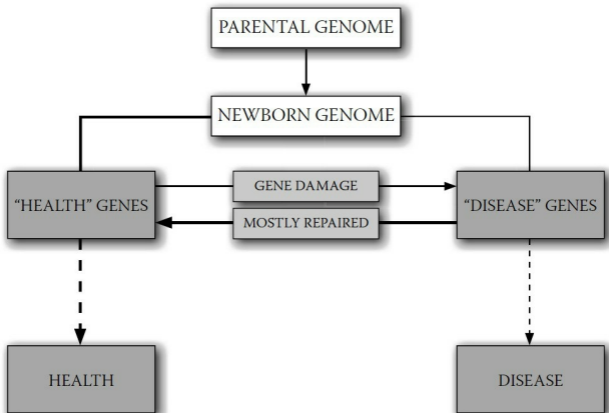 PARENTAL GENOME
NEWBORN GENOME
"HEALTH" GENES
GENE DAMAGE
"DISEASE" GENES
MOSTLY REPAIRED
HEALTH
DISEASE